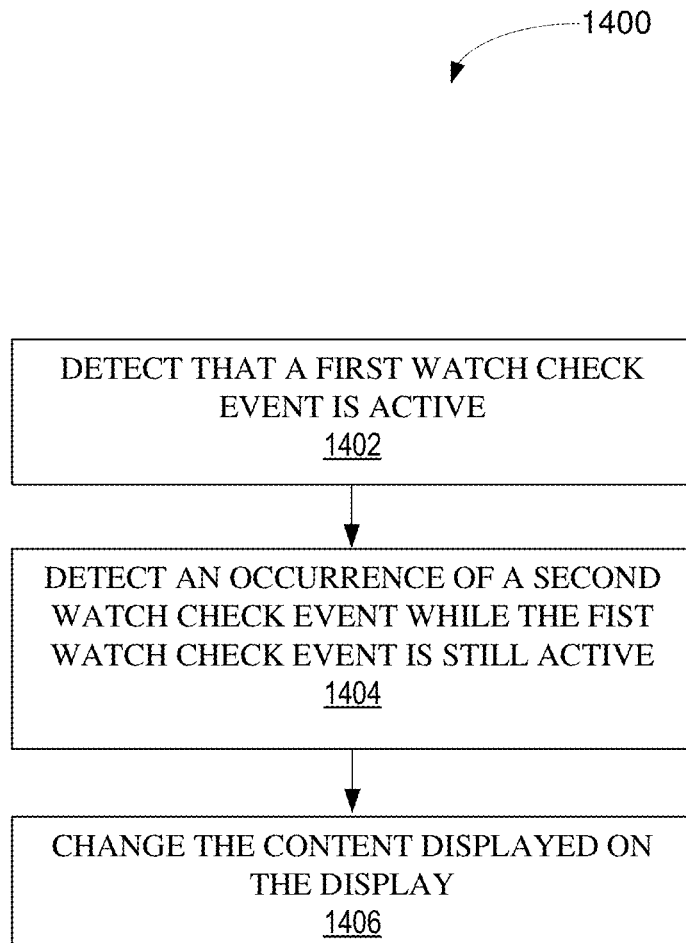 1400
DETECT THAT A FIRST WATCH CHECK
EVENT IS ACTIVE
1402
DETECT AN OCCURRENCE OF A SECOND
WATCH CHECK EVENT WHILE THE FIST
WATCH CHECK EVENT IS STILL ACTIVE
1404
CHANGE THE CONTENT DISPLAYED ON
THE DISPLAY
1406